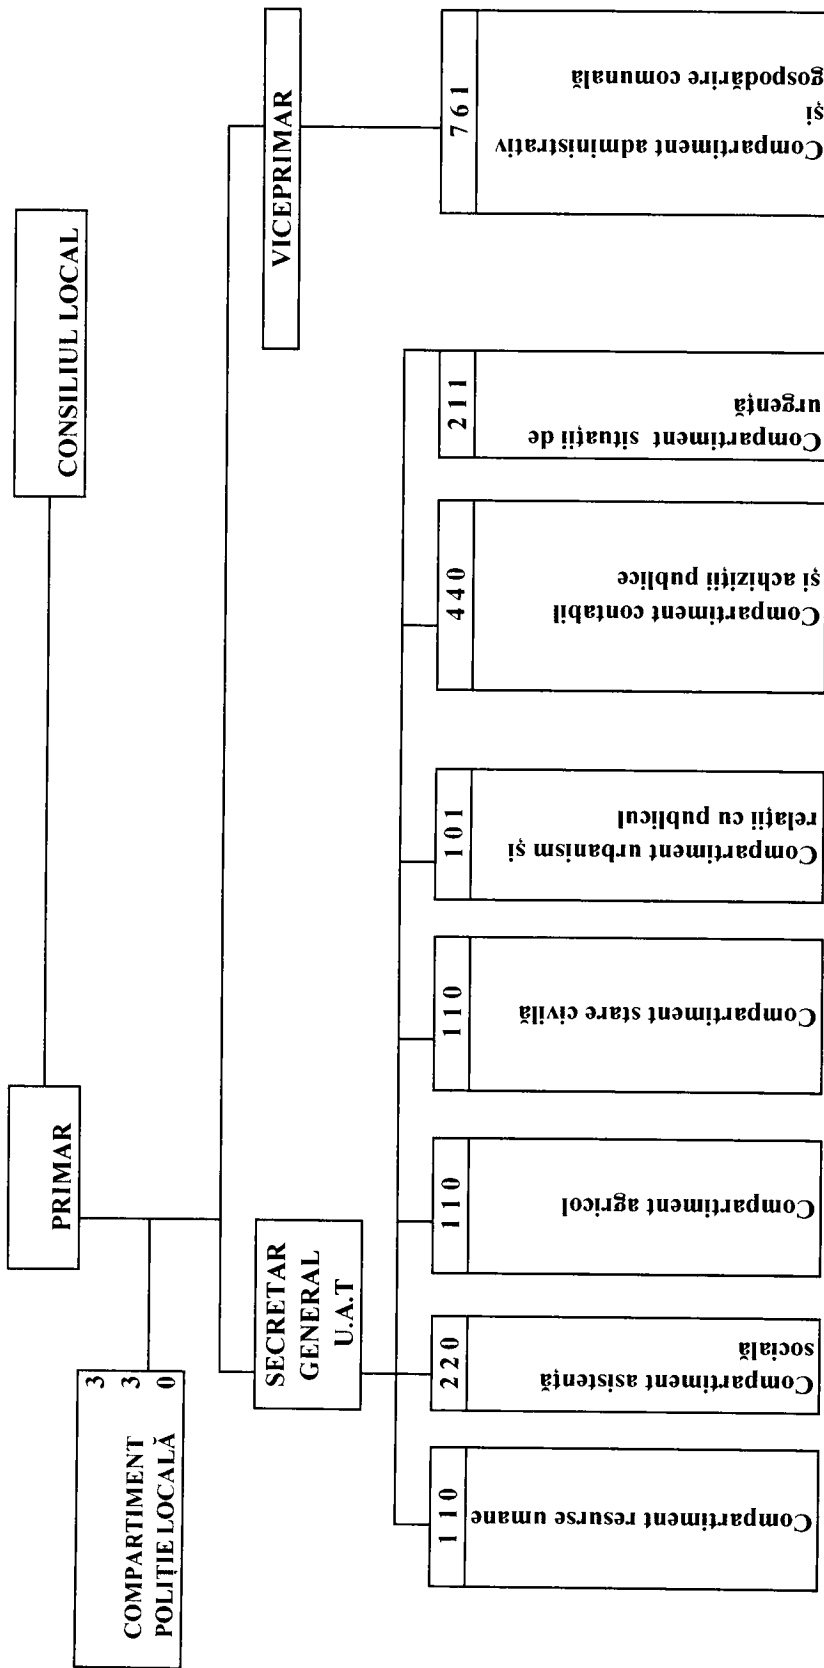 CONSILIUL LOCAL
PRIMAR
COMPARTIMENT
POLIȚIE LOCALĂ
3
3
0
SECRETAR
GENERAL
U.A.T
VICEPRIMAR
1 1 0
Compartiment resurse umane
2 2 0
Compartiment asistență
socială
1 1 0
Compartiment agricol
1 1 0
Compartiment stare civilă
1 0 1
Compartiment urbanism și
relații cu publicul
4 4 0
Compartiment contabil
și achiziții publice
2 1 1
Compartiment situații de
urgență
7 6 1
Compartiment administrativ
și
gospodărire comunală